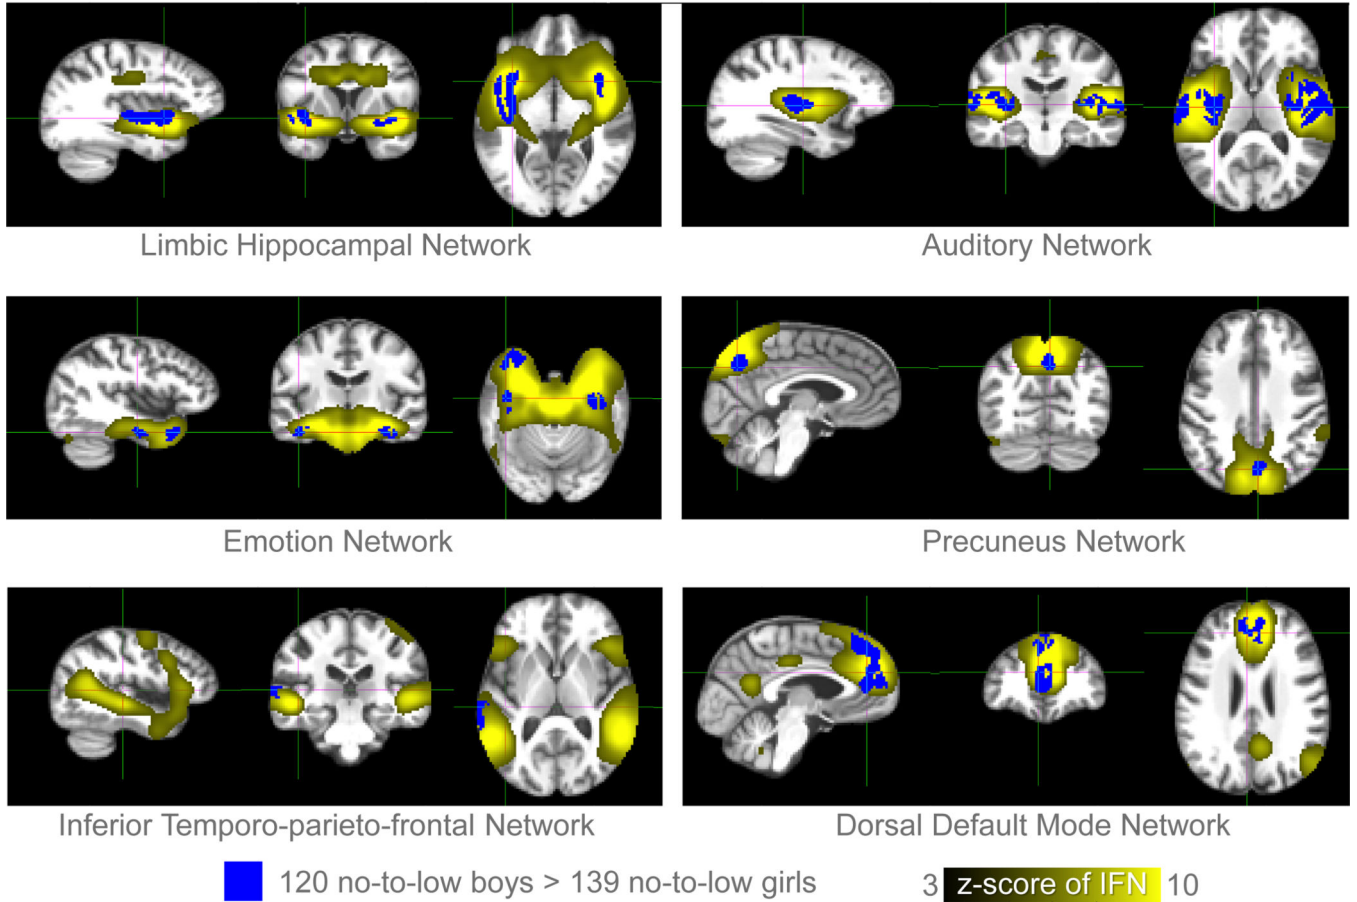 Limbic Hippocampal Network
Auditory Network
Emotion Network
Precuneus Network
Inferior Temporo-parieto-frontal Network
Dorsal Default Mode Network
120 no-to-low boys > 139 no-to-low girls
3 z-score of IFN 10